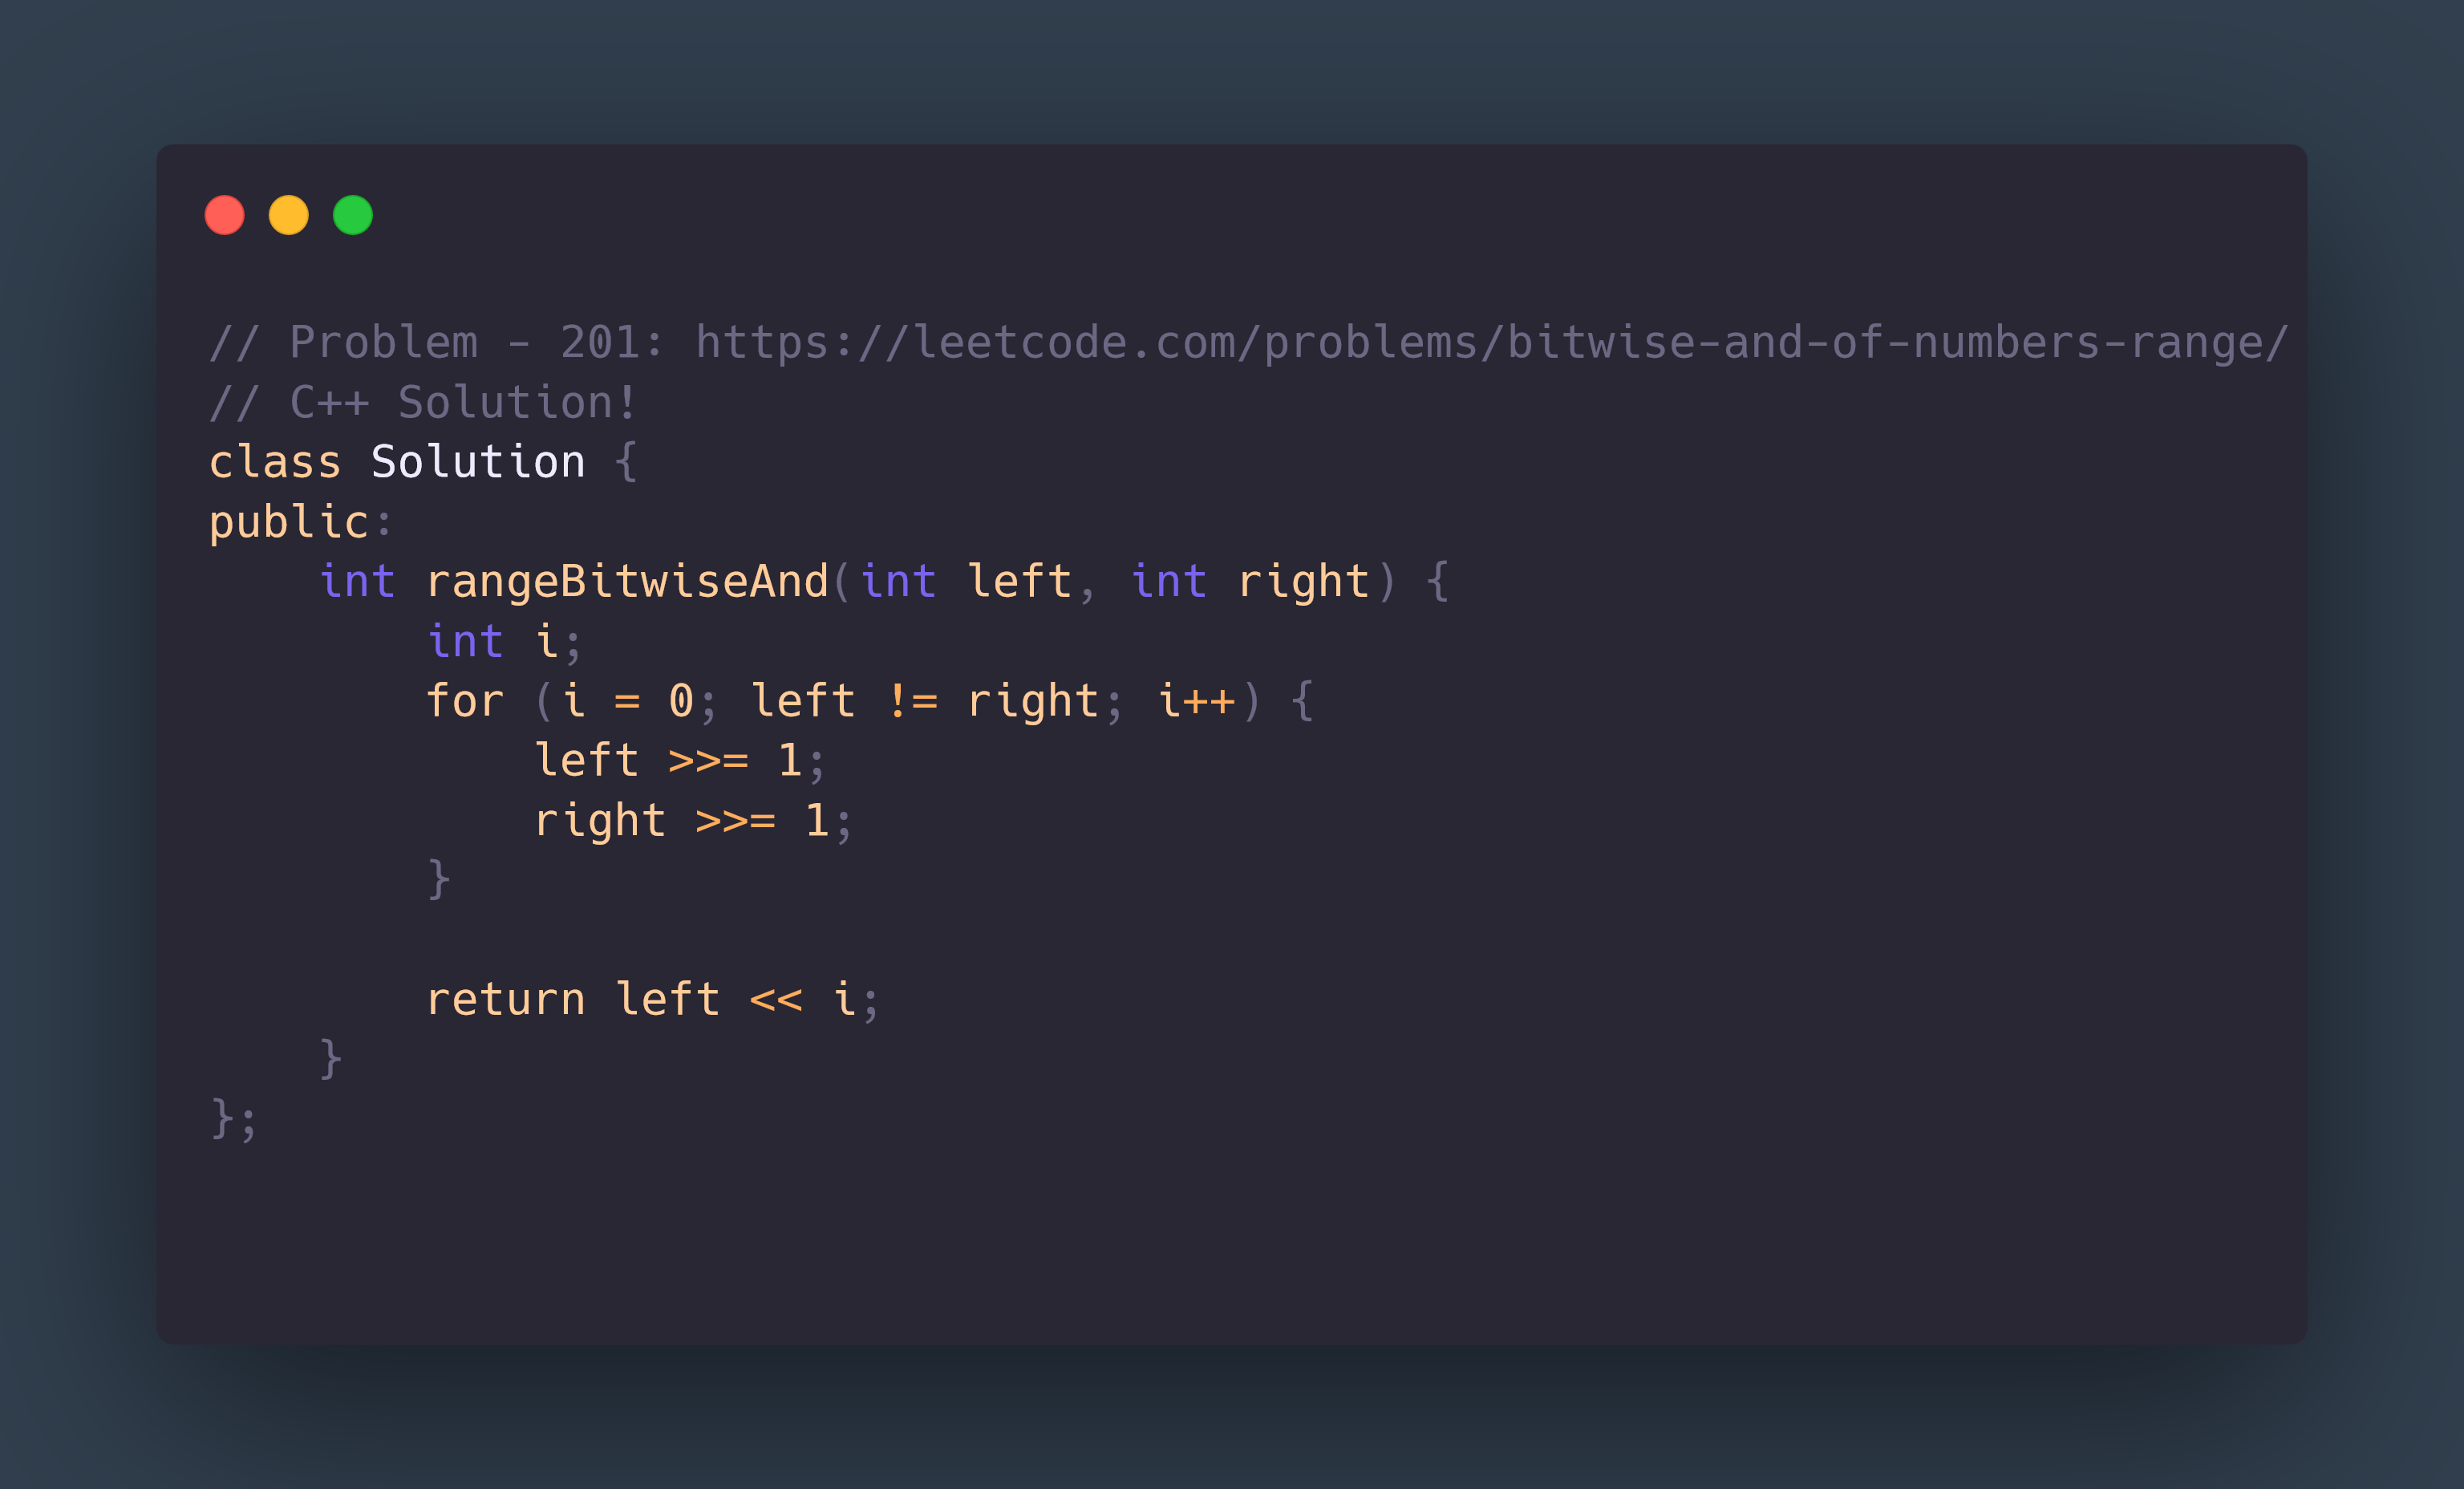 // Problem - 201: https://leetcode.com/problems/bitwise-and-of-numbers-range/
// C++ Solution!
class Solution {
public:
    int rangeBitwiseAnd(int left, int right) {
        int i;
        for (i = 0; left != right; i++) {
            left >>= 1;
            right >>= 1;
        }

        return left << i;
    }
};